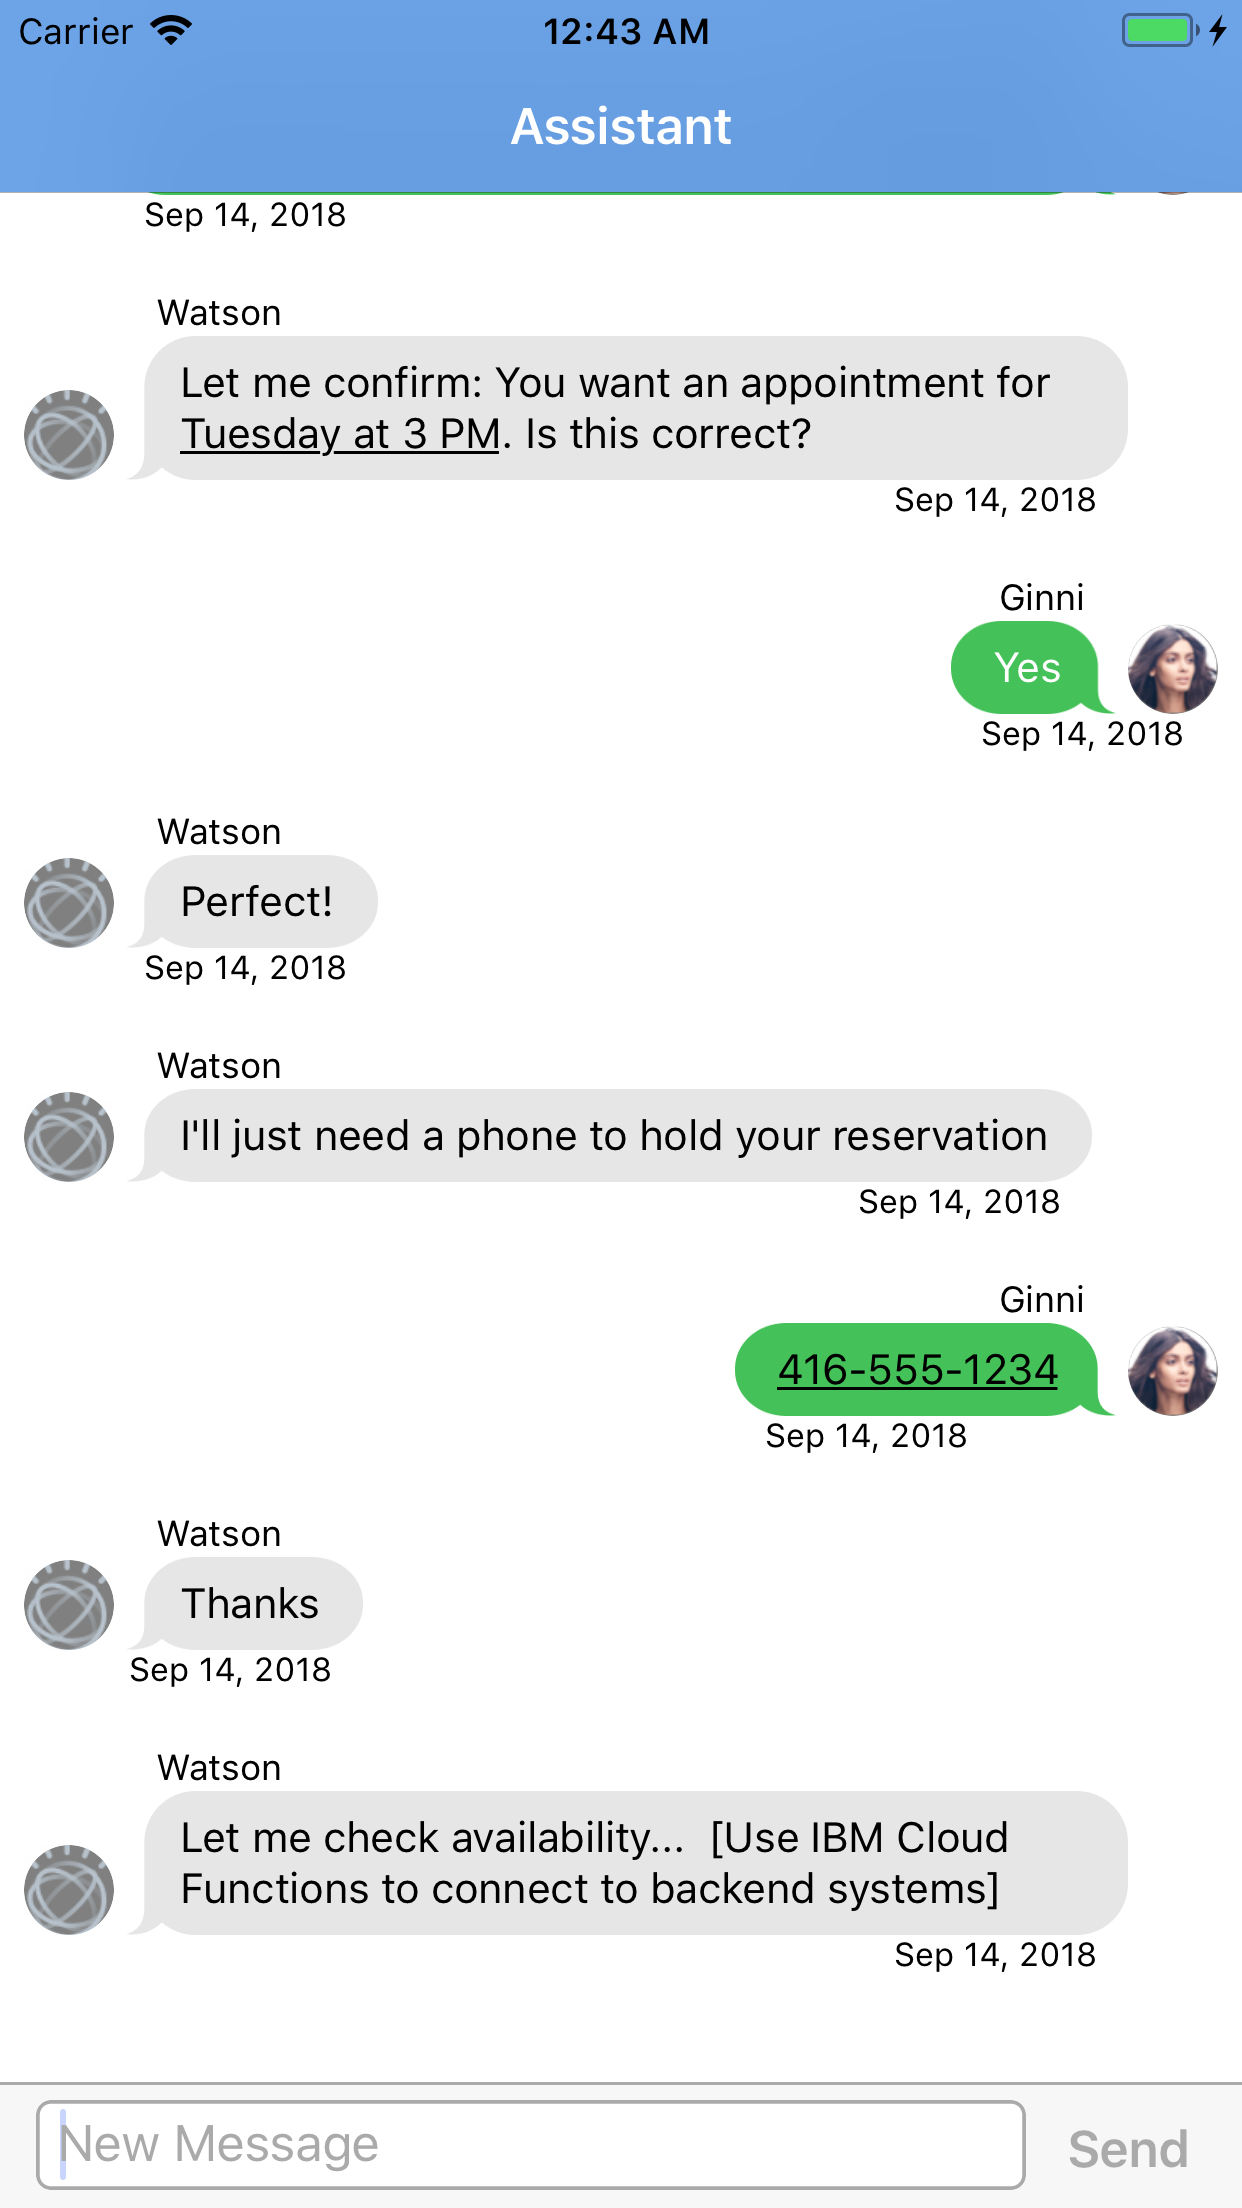 Carrier 12:43 AM
Assistant
Sep 14, 2018
Watson
Let me confirm: You want an appointment for
Tuesday at 3 PM. Is this correct?
Sep 14, 2018
Ginni
Yes
Sep 14, 2018
Watson
Perfect!
Sep 14, 2018
Watson
I'll just need a phone to hold your reservation
Sep 14, 2018
Ginni
416-555-1234
Sep 14, 2018
Watson
Thanks
Sep 14, 2018
Watson
Let me check availability...  [Use IBM Cloud
Functions to connect to backend systems]
Sep 14, 2018
New Message Send